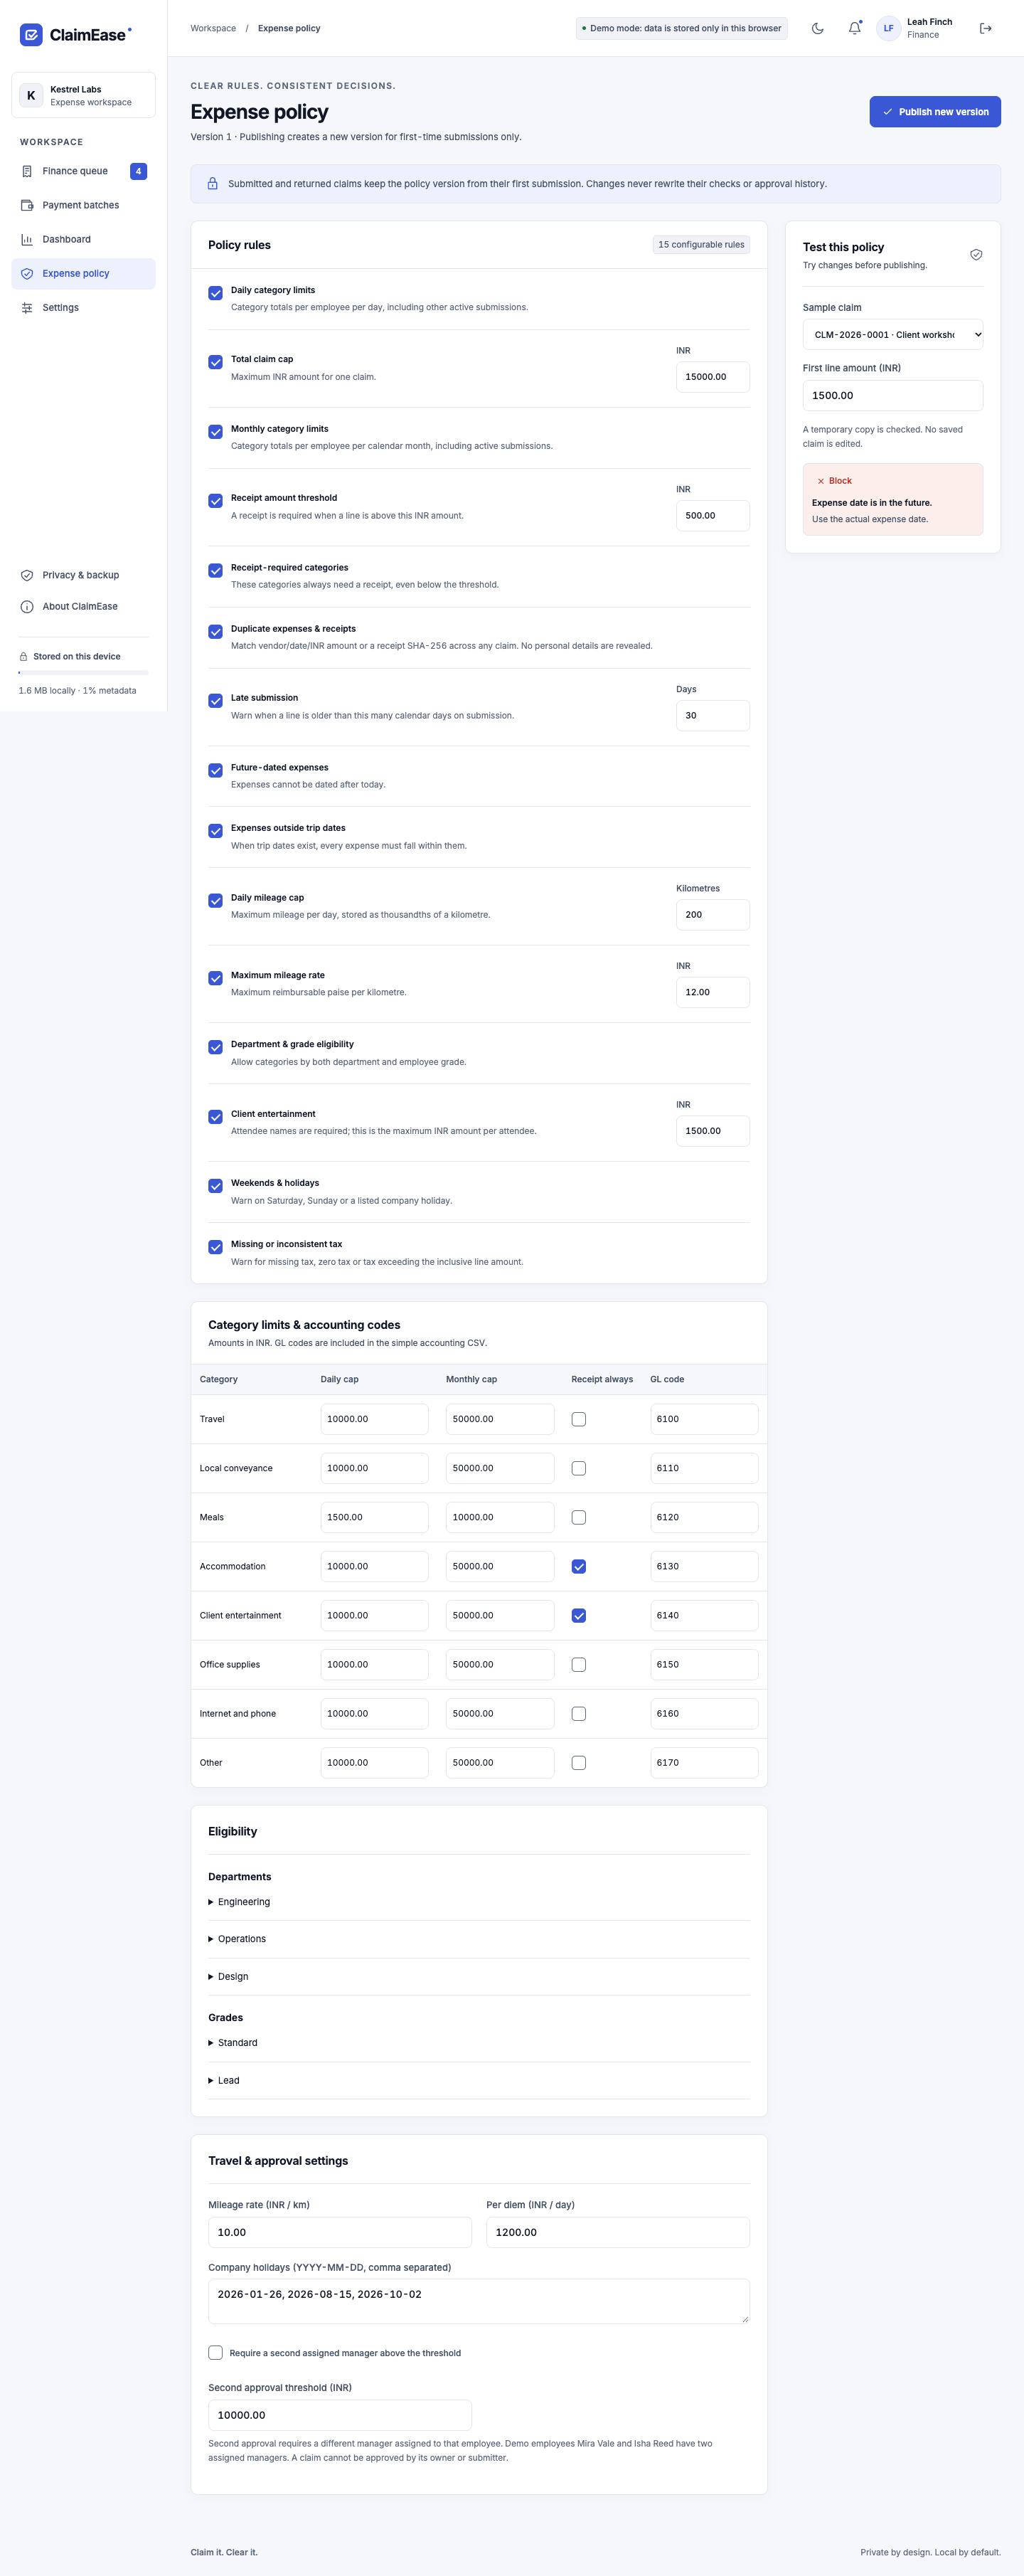 ClaimEase
K
Kestrel Labs
Expense workspace
WORKSPACE
Finance queue 4
Payment batches
Dashboard
Expense policy
Settings
Privacy & backup
About ClaimEase
Stored on this device
1.6 MB locally · 1% metadata
Workspace / Expense policy
Demo mode: data is stored only in this browser
LF
Leah Finch
Finance
CLEAR RULES. CONSISTENT DECISIONS.
Expense policy
Version 1 · Publishing creates a new version for first-time submissions only.
Publish new version
Submitted and returned claims keep the policy version from their first submission. Changes never rewrite their checks or approval history.
Policy rules
15 configurable rules
Daily category limits
Category totals per employee per day, including other active submissions.
Total claim cap
Maximum INR amount for one claim.
INR
15000.00
Monthly category limits
Category totals per employee per calendar month, including active submissions.
Receipt amount threshold
A receipt is required when a line is above this INR amount.
INR
500.00
Receipt-required categories
These categories always need a receipt, even below the threshold.
Duplicate expenses & receipts
Match vendor/date/INR amount or a receipt SHA-256 across any claim. No personal details are revealed.
Late submission
Warn when a line is older than this many calendar days on submission.
Days
30
Future-dated expenses
Expenses cannot be dated after today.
Expenses outside trip dates
When trip dates exist, every expense must fall within them.
Daily mileage cap
Maximum mileage per day, stored as thousandths of a kilometre.
Kilometres
200
Maximum mileage rate
Maximum reimbursable paise per kilometre.
INR
12.00
Department & grade eligibility
Allow categories by both department and employee grade.
Client entertainment
Attendee names are required; this is the maximum INR amount per attendee.
INR
1500.00
Weekends & holidays
Warn on Saturday, Sunday or a listed company holiday.
Missing or inconsistent tax
Warn for missing tax, zero tax or tax exceeding the inclusive line amount.
Test this policy
Try changes before publishing.
Sample claim
CLM-2026-0001 · Client worksho
First line amount (INR)
1500.00
A temporary copy is checked. No saved
claim is edited.
Block
Expense date is in the future.
Use the actual expense date.
Category limits & accounting codes
Amounts in INR. GL codes are included in the simple accounting CSV.
Category Daily cap Monthly cap Receipt always GL code
Travel 10000.00 50000.00 6100
Local conveyance 10000.00 50000.00 6110
Meals 1500.00 10000.00 6120
Accommodation 10000.00 50000.00 6130
Client entertainment 10000.00 50000.00 6140
Office supplies 10000.00 50000.00 6150
Internet and phone 10000.00 50000.00 6160
Other 10000.00 50000.00 6170
Eligibility
Departments
Engineering
Operations
Design
Grades
Standard
Lead
Travel & approval settings
Mileage rate (INR / km) Per diem (INR / day)
10.00 1200.00
Company holidays (YYYY-MM-DD, comma separated)
2026-01-26, 2026-08-15, 2026-10-02
Require a second assigned manager above the threshold
Second approval threshold (INR)
10000.00
Second approval requires a different manager assigned to that employee. Demo employees Mira Vale and Isha Reed have two
assigned managers. A claim cannot be approved by its owner or submitter.
Claim it. Clear it.
Private by design. Local by default.